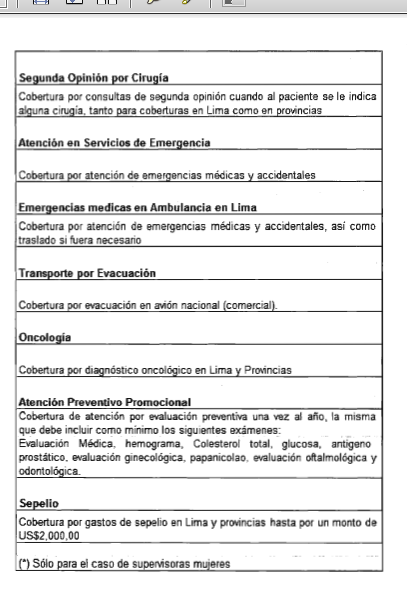 Segunda Opinión por Cirugía
Cobertura por consultas de segunda opinión cuando al paciente se le indica
alguna cirugía, tanto para coberturas en Lima como en provincias
Atención en Servicios de Emergencia
Cobertura por atención de emergencias médicas y accidentales
Emergencias medicas en Ambulancia en Lima
Cobertura por atención de emergencias médicas y accidentales, así como
traslado si fuera necesario
Transporte por Evacuación
Cobertura por evacuación en avión nacional (comercial).
Oncología
Cobertura por diagnóstico oncológico en Lima y Provincias
Atención Preventivo Promocional
Cobertura de atención por evaluación preventiva una vez al año, la misma
que debe incluir como mínimo los siguientes exámenes:
Evaluación Médica, hemograma, Colesterol total, glucosa, antígeno
prostático, evaluación ginecológica, papanicolao, evaluación oftalmológica y
odontológica.
Sepelio
Cobertura por gastos de sepelio en Lima y provincias hasta por un monto de
US$2,000,00
(*) Sólo para el caso de supervisoras mujeres